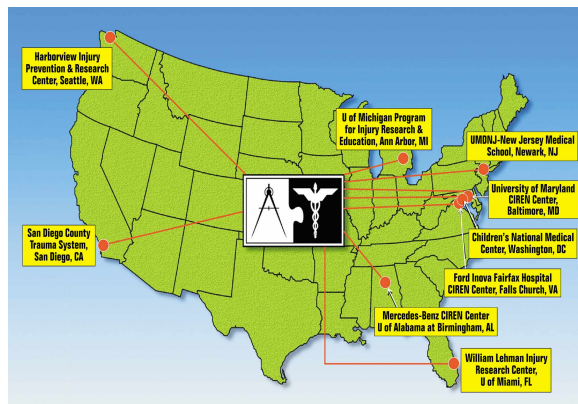 Harborview Injury
Prevention & Research
Center, Seattle, WA
U of Michigan Program
for Injury Research &
Education, Ann Arbor, MI
UMDNJ-New Jersey Medical
School, Newark, NJ
University of Maryland
CIREN Center,
Baltimore, MD
San Diego County
Trauma System,
San Diego, CA
Children's National Medical
Center, Washington, DC
Ford Inova Fairfax Hospital
CIREN Center, Falls Church, VA
Mercedes-Benz CIREN Center
U of Alabama at Birmingham, AL
William Lehman Injury
Research Center,
U of Miami, FL